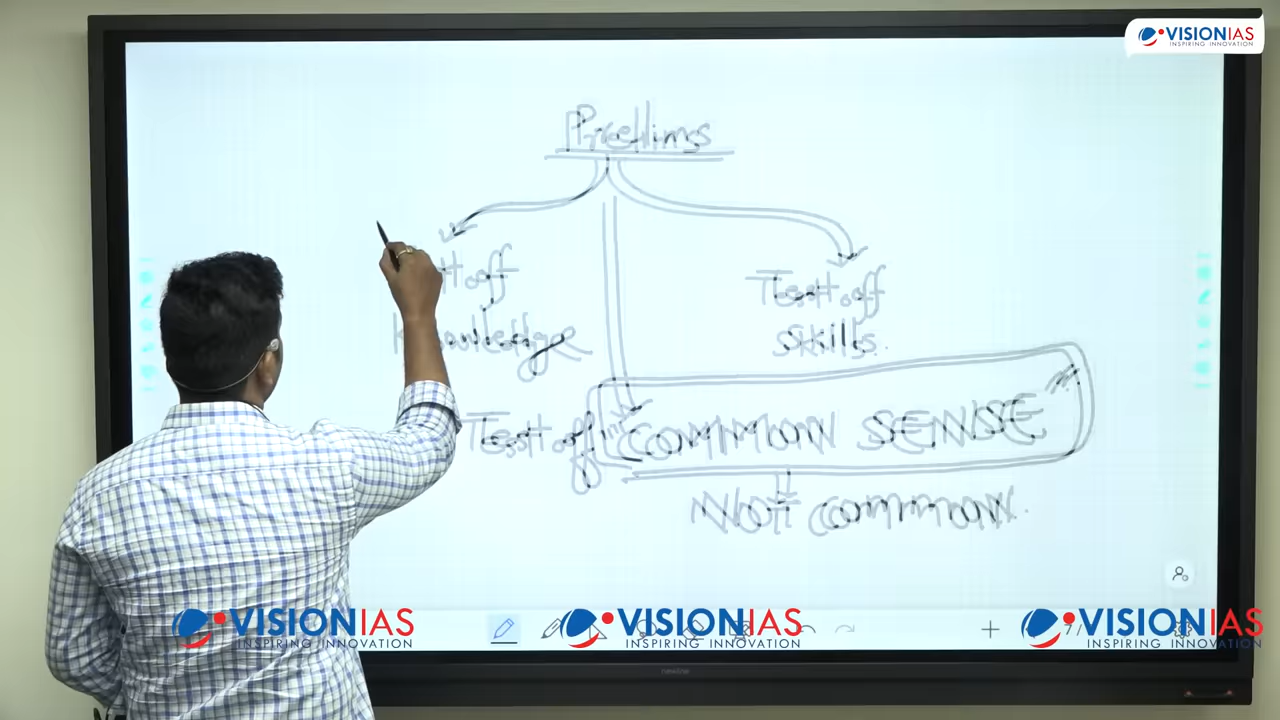 VISIONIAS
INSPIRING INNOVATION
Prelims
of
Knowledge
Test of
Skills
Test of COMMON SENSE
Not common
VISIONIAS
INSPIRING INNOVATION
VISIONIAS
INSPIRING INNOVATION
VISIONIAS
INSPIRING INNOVATION
newline